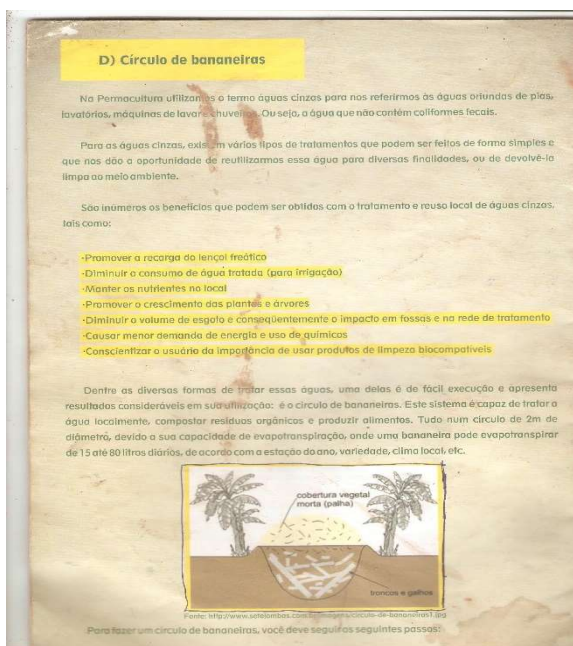 D) Círculo de bananeiras
Na Permacultura utilizamos o termo águas cinzas para nos referirmos às águas oriundas de pias,
lavatórios, máquinas de lavar e chuveiros. Ou seja, a água que não contém coliformes fecais.
Para as águas cinzas, existem vários tipos de tratamentos que podem ser feitos de forma simples e
que nos dão a oportunidade de reutilizarmos essa água para diversas finalidades, ou de devolvê-la
limpa ao meio ambiente.
São inúmeros os benefícios que podem ser obtidos com o tratamento e reuso local de águas cinzas,
tais como:
·Promover a recarga do lençol freático
·Diminuir o consumo de água tratada (para irrigação)
·Manter os nutrientes no local
·Promover o crescimento das plantas e árvores
·Diminuir o volume de esgoto e conseqüentemente o impacto em fossas e na rede de tratamento
·Causar menor demanda de energia e uso de químicos
·Conscientizar o usuário da importância de usar produtos de limpeza biocompatíveis
Dentre as diversas formas de tratar essas águas, uma delas é de fácil execução e apresenta
resultados consideráveis em sua utilização: é o círculo de bananeiras. Este sistema é capaz de tratar a
água localmente, compostar resíduos orgânicos e produzir alimentos. Tudo num círculo de 2m de
diâmetro, devido a sua capacidade de evapotranspiração, onde uma bananeira pode evapotranspirar
de 15 até 80 litros diários, de acordo com a estação do ano, variedade, clima local, etc.
cobertura vegetal
morta (palha)
troncos e galhos
Fonte:
Para fazer um círculo de bananeiras, você deve seguir os seguintes passos: